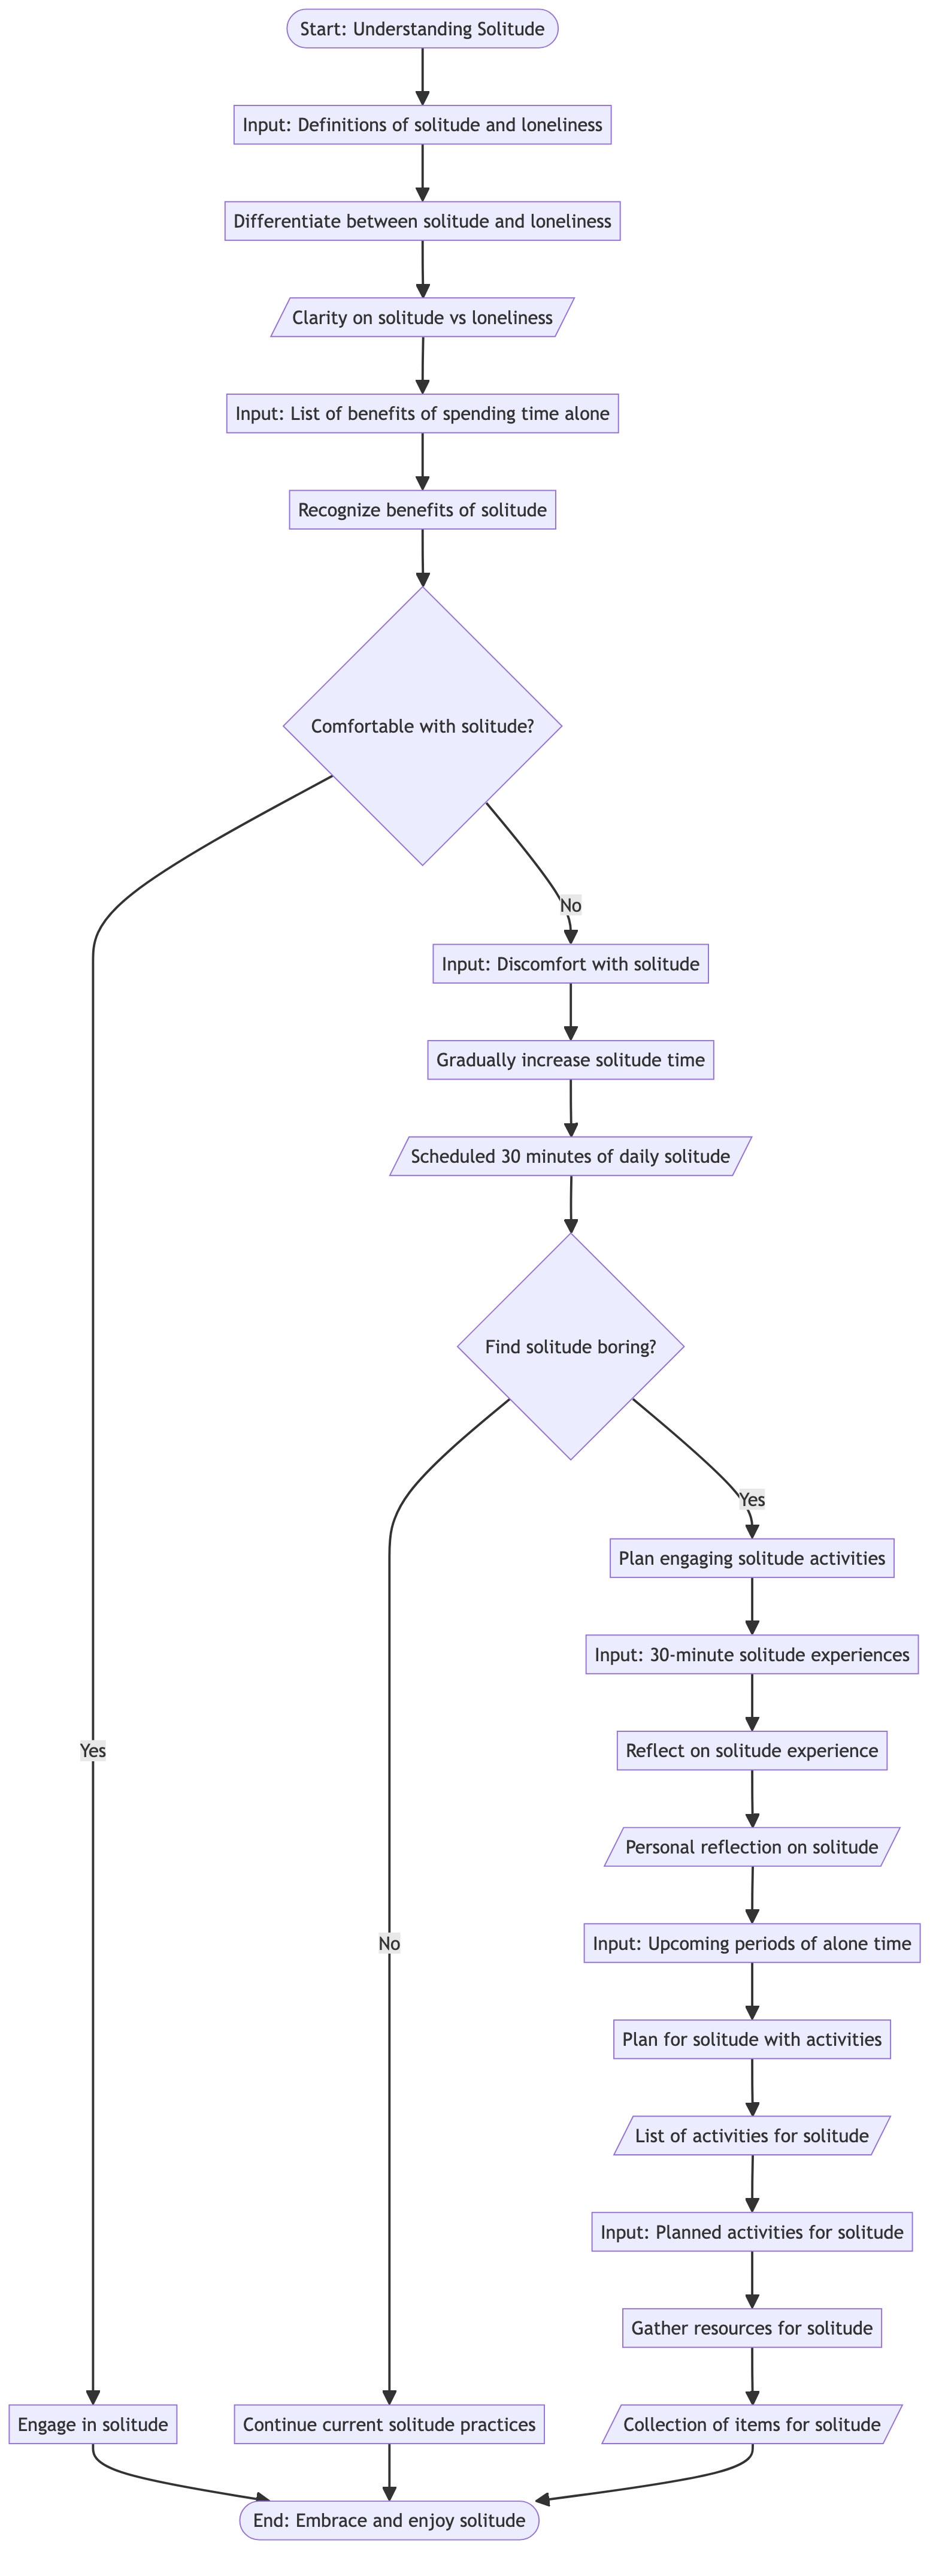 Start: Understanding Solitude
Input: Definitions of solitude and loneliness
Differentiate between solitude and loneliness
Clarity on solitude vs loneliness
Input: List of benefits of spending time alone
Recognize benefits of solitude
Comfortable with solitude?
No
Input: Discomfort with solitude
Gradually increase solitude time
Scheduled 30 minutes of daily solitude
Find solitude boring?
Yes
Plan engaging solitude activities
Input: 30-minute solitude experiences
Yes
Reflect on solitude experience
Personal reflection on solitude
No
Input: Upcoming periods of alone time
Plan for solitude with activities
List of activities for solitude
Input: Planned activities for solitude
Gather resources for solitude
Engage in solitude
Continue current solitude practices
Collection of items for solitude
End: Embrace and enjoy solitude